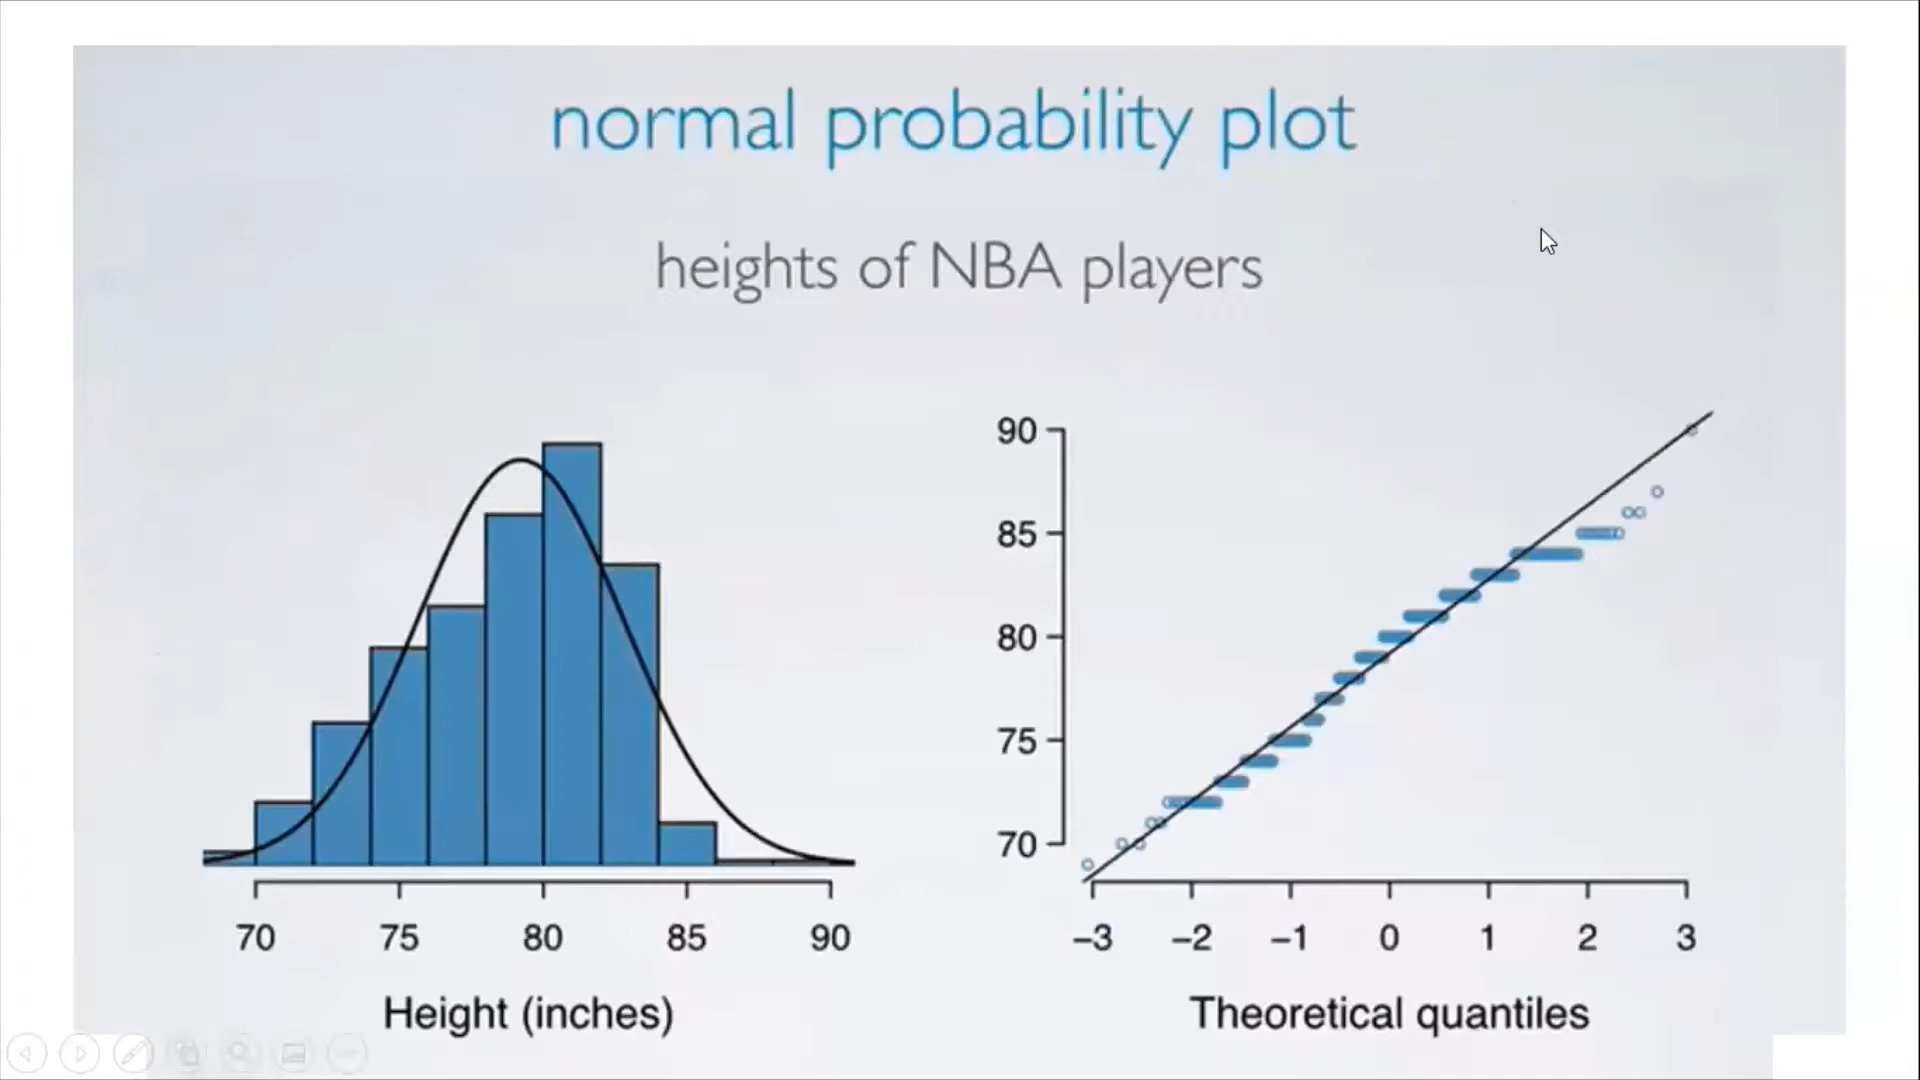 normal probability plot
heights of NBA players
70 75 80 85 90
Height (inches)
90
85
80
75
70
−3 −2 −1 0 1 2 3
Theoretical quantiles